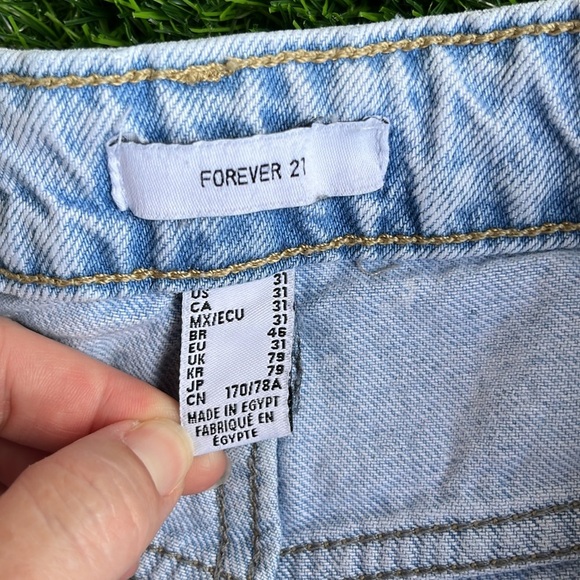 FOREVER 21
US 31
CA 31
MX/ECU 31
BR 31
EU 46
UK 31
KR 79
JP 79
CN 170/78A
MADE IN EGYPT
FABRIQUÉ EN
ÉGYPTE